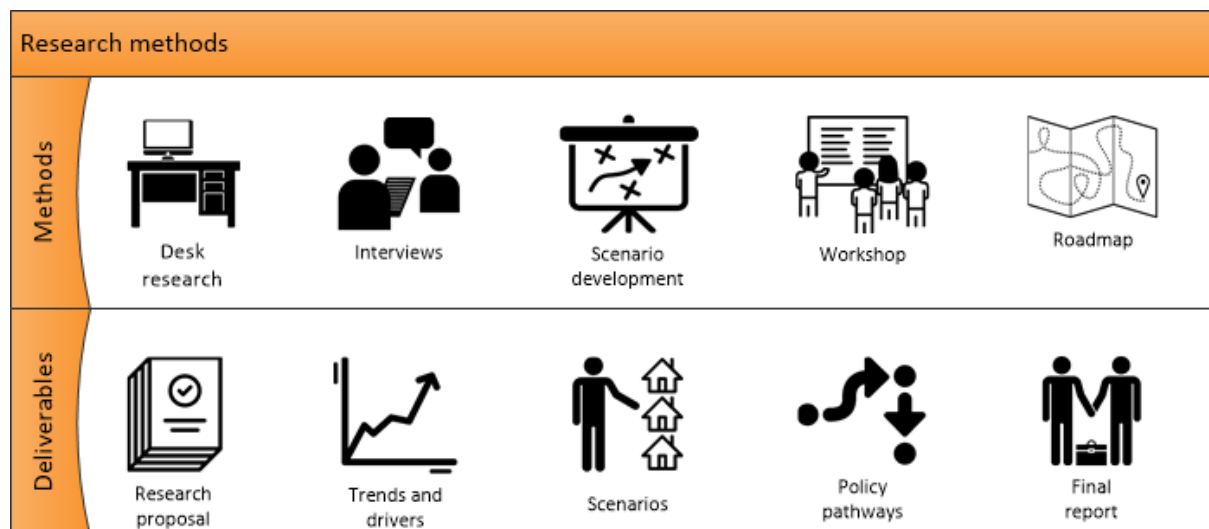 Research methods
Methods
Desk
research
Interviews
Scenario
development
Workshop
Roadmap
Deliverables
Research
proposal
Trends and
drivers
Scenarios
Policy
pathways
Final
report